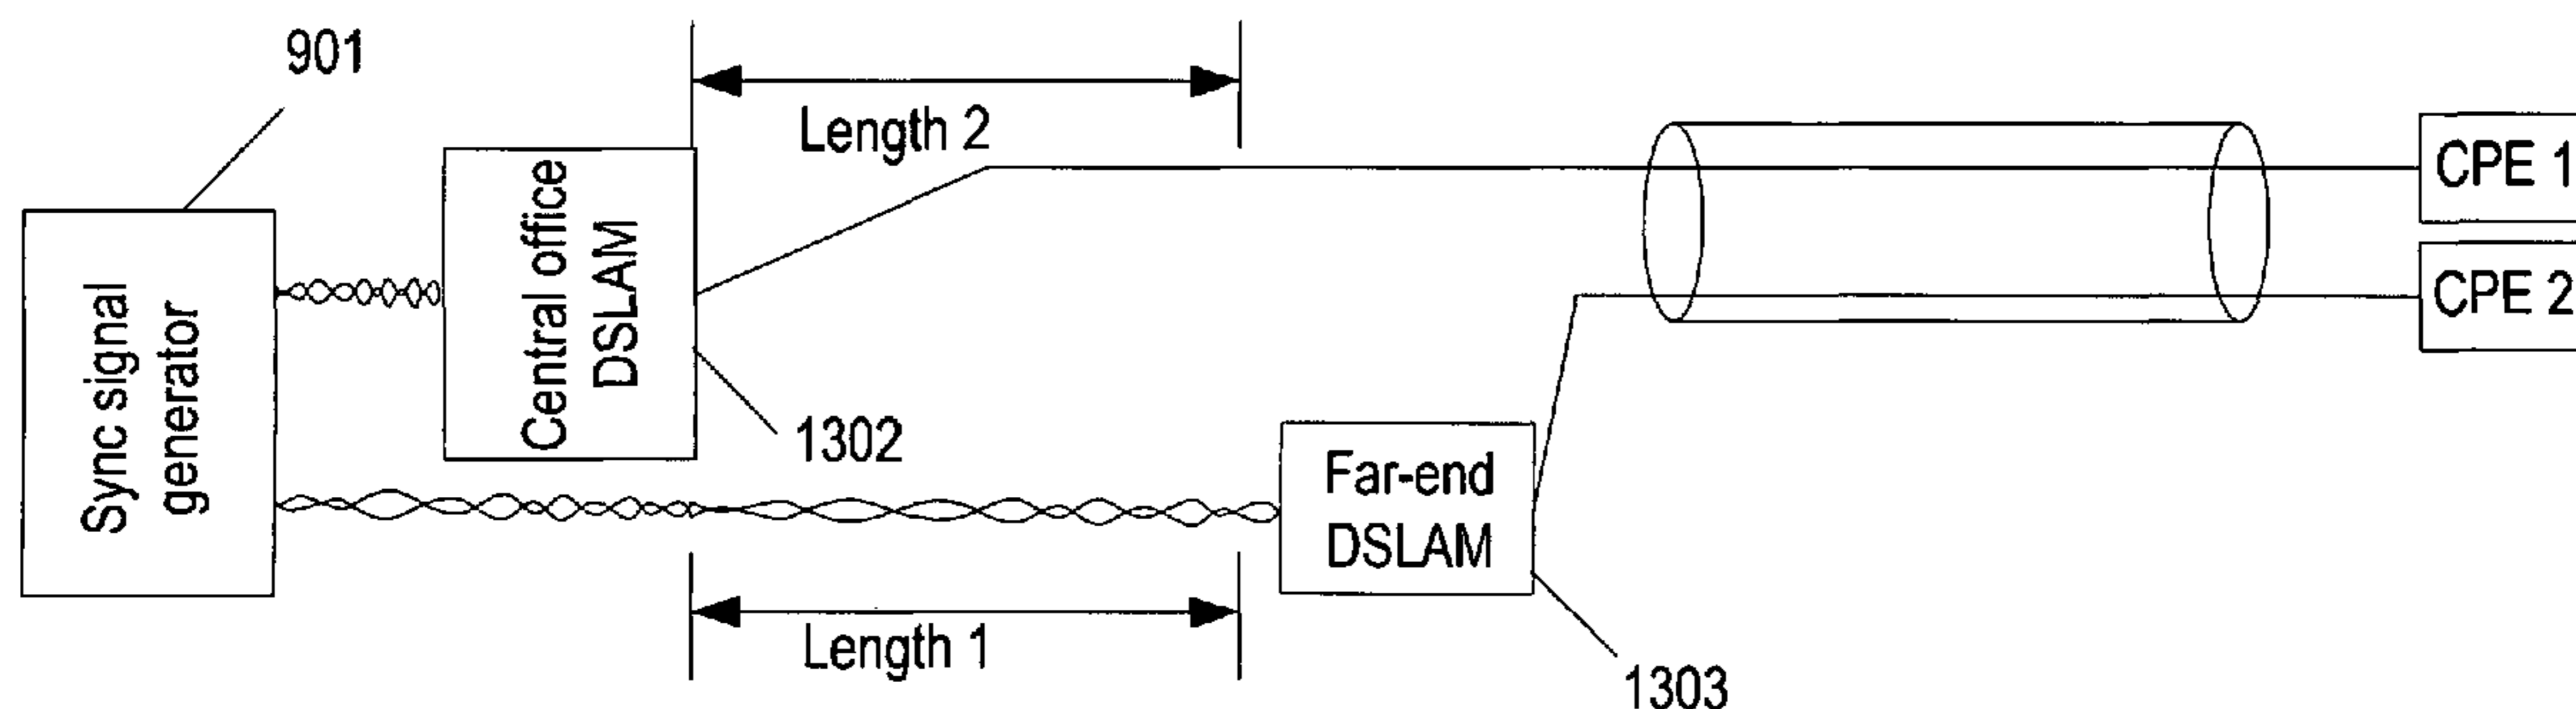 901
Sync signal
generator
Central office
DSLAM
Length 2
1302
Length 1
Far-end
DSLAM
1303
CPE 1
CPE 2